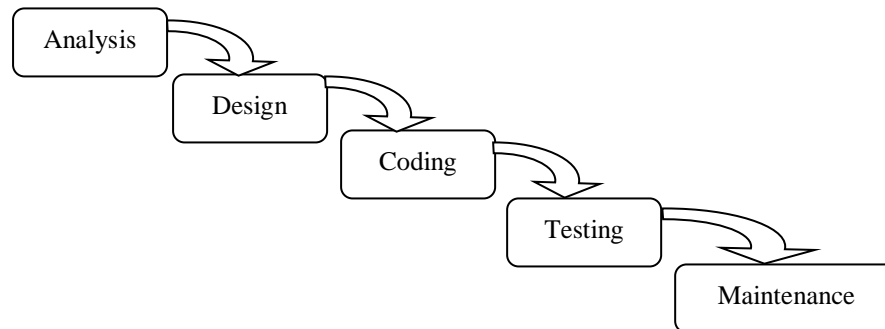 Analysis
Design
Coding
Testing
Maintenance